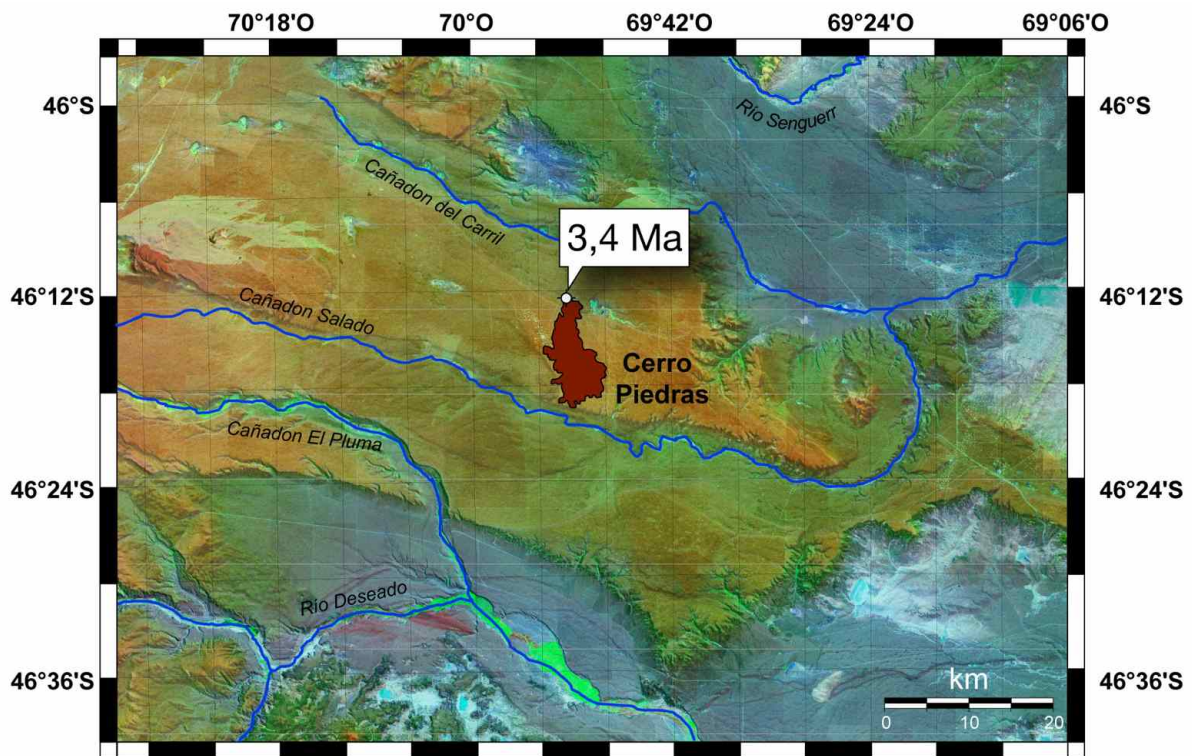 70°18'O 70°0' 69°42'O 69°24'O 69°06'O
46°S 46°S
Río Senguerr
Cañadon del Carril
3,4 Ma
46°12'S 46°12'S
Cañadon Salado
Cerro
Piedras
Cañadon El Pluma
46°24'S 46°24'S
Río Deseado
46°36'S 46°36'S
km
0 10 20